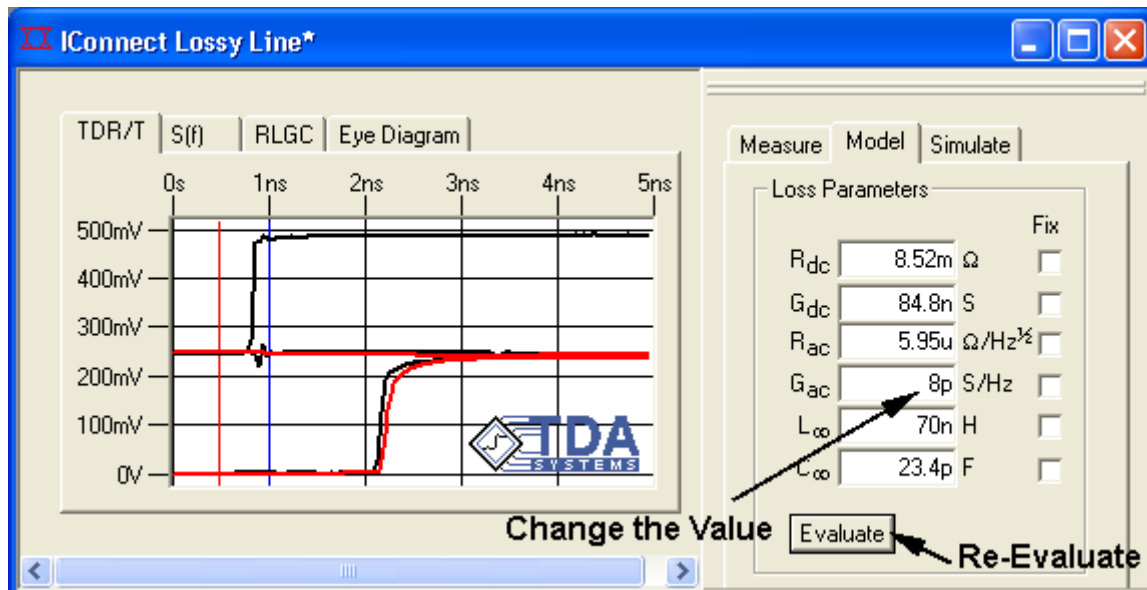 IConnect Lossy Line*
TDR/T S(f) RLGC Eye Diagram
0s 1ns 2ns 3ns 4ns 5ns
500mV
400mV
300mV
200mV
100mV
0V
TDA
SYSTEMS
Measure Model Simulate
Loss Parameters
Fix
Rdc 8.52m Ω
Gdc 84.8n S
Rac 5.95u Ω/Hz½
Gac 8p S/Hz
L∞ 70n H
C∞ 23.4p F
Change the Value
Evaluate
Re-Evaluate